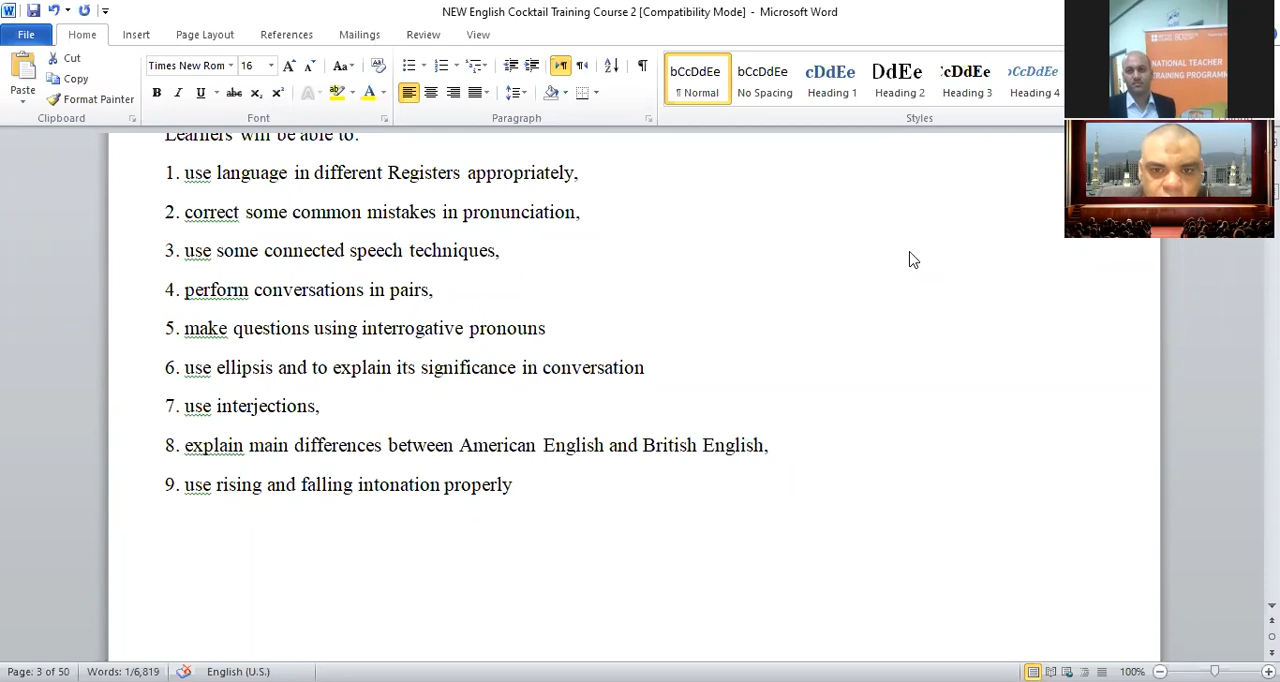 NEW English Cocktail Training Course 2 [Compatibility Mode] - Microsoft Word
File Home Insert Page Layout References Mailings Review View
Paste
Cut
Copy
Format Painter
Clipboard
Times New Rom 16
Font
Paragraph
bCcDdEe bCcDdEe cDdEe DdEe :cDdEe cDdEe
¶ Normal No Spacing Heading 1 Heading 2 Heading 3 Heading 4
Styles
NATIONAL TEACHER
TRAINING PROGRAMM
Learners will be able to:
1. use language in different Registers appropriately,
2. correct some common mistakes in pronunciation,
3. use some connected speech techniques,
4. perform conversations in pairs,
5. make questions using interrogative pronouns
6. use ellipsis and to explain its significance in conversation
7. use interjections,
8. explain main differences between American English and British English,
9. use rising and falling intonation properly
Page: 3 of 50 Words: 1/6,819 English (U.S.) 100%